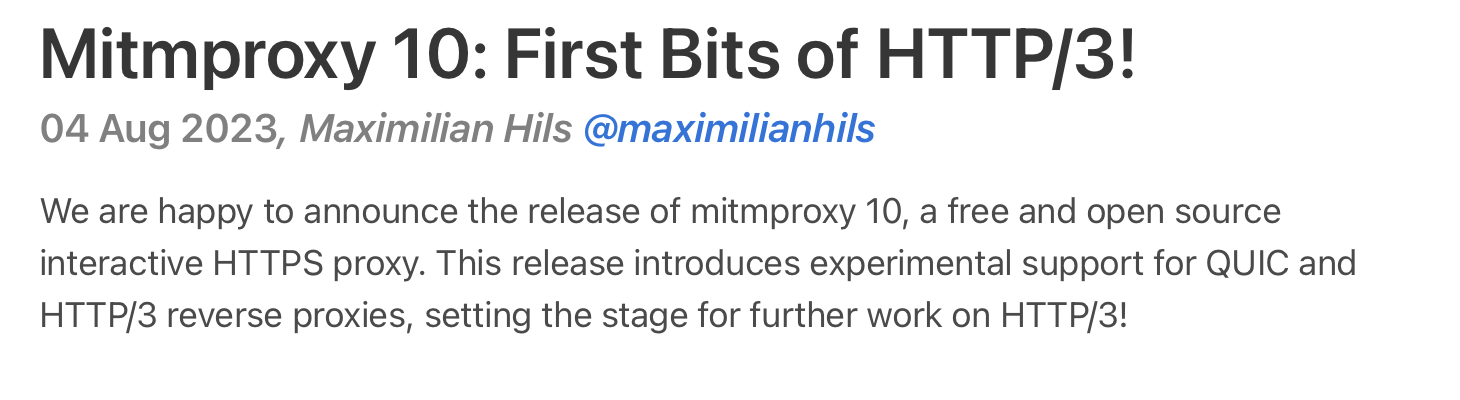 Mitmproxy 10: First Bits of HTTP/3!
04 Aug 2023, Maximilian Hils @maximilianhils
We are happy to announce the release of mitmproxy 10, a free and open source
interactive HTTPS proxy. This release introduces experimental support for QUIC and
HTTP/3 reverse proxies, setting the stage for further work on HTTP/3!